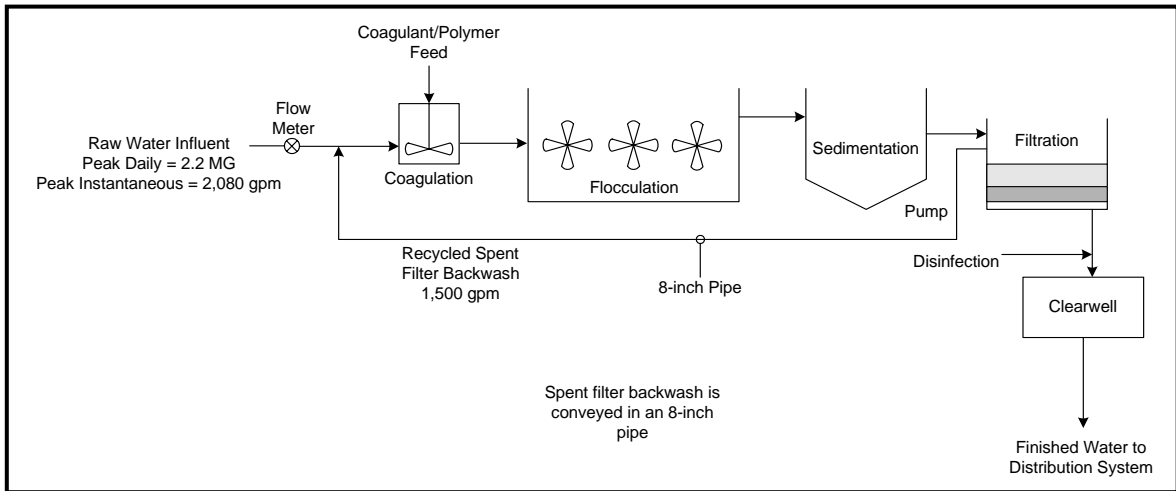 Coagulant/Polymer
Feed
Flow
Meter
Raw Water Influent
Peak Daily = 2.2 MG
Peak Instantaneous = 2,080 gpm
Coagulation
Flocculation
Sedimentation
Filtration
Pump
Recycled Spent
Filter Backwash
1,500 gpm
8-inch Pipe
Disinfection
Clearwell
Spent filter backwash is
conveyed in an 8-inch
pipe
Finished Water to
Distribution System